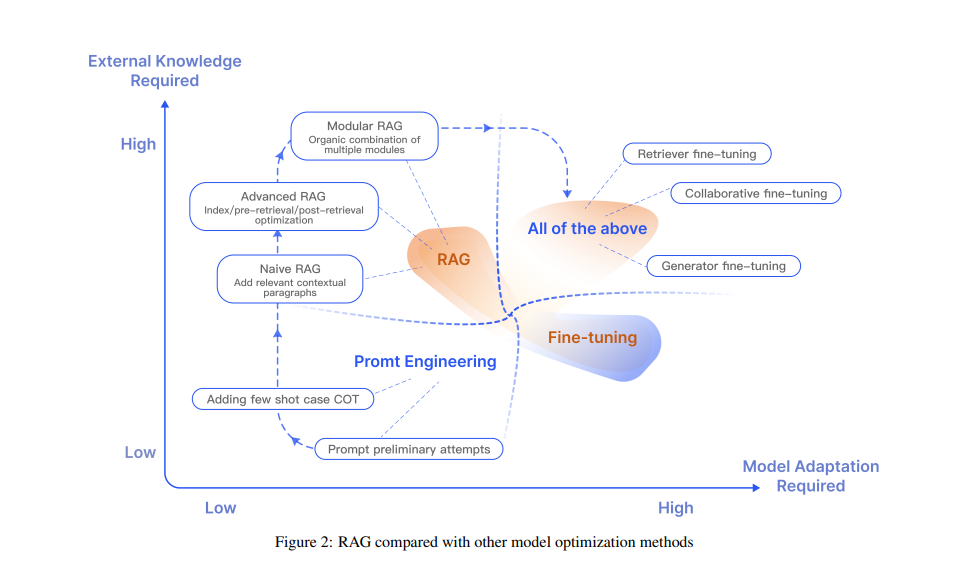 External Knowledge
Required
High
Modular RAG
Organic combination of
multiple modules
Retriever fine-tuning
Collaborative fine-tuning
Advanced RAG
Index/pre-retrieval/post-retrieval
optimization
All of the above
RAG
Generator fine-tuning
Naive RAG
Add relevant contextual
paragraphs
Fine-tuning
Promt Engineering
Adding few shot case COT
Prompt preliminary attempts
Low
Model Adaptation
Required
Low
High
Figure 2: RAG compared with other model optimization methods